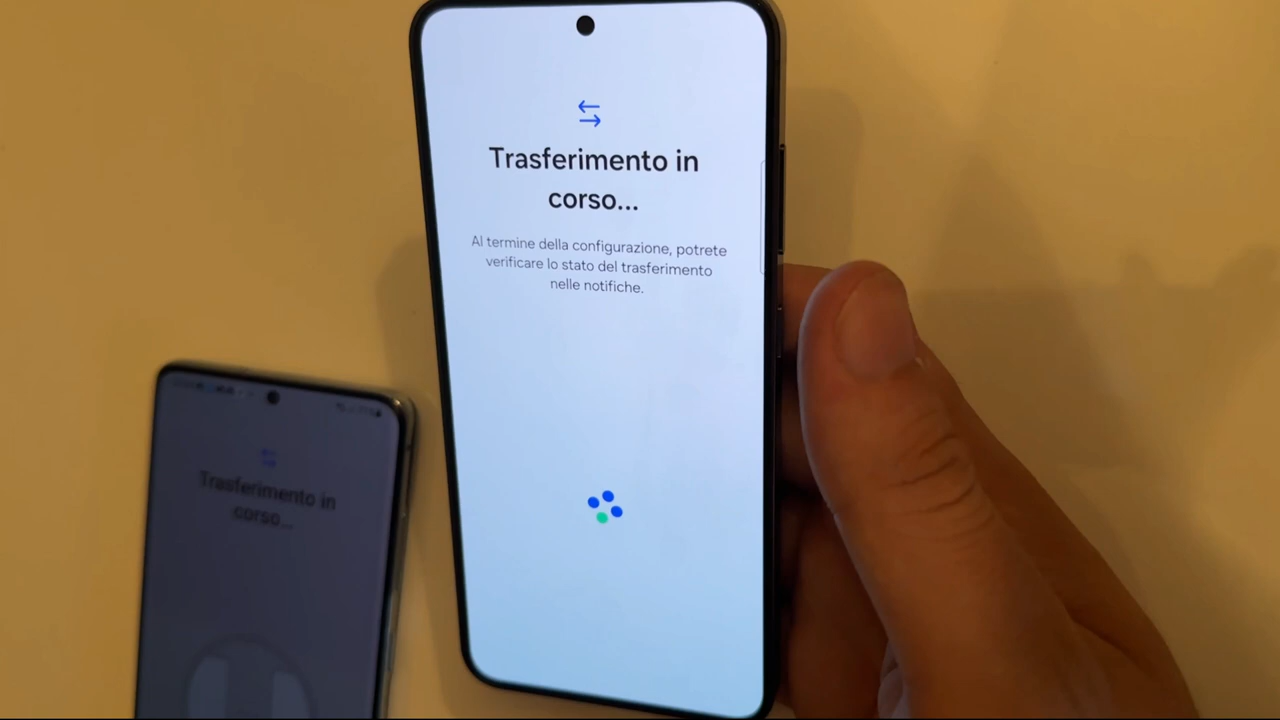 Trasferimento in
corso...
Al termine della configurazione, potrete
verificare lo stato del trasferimento
nelle notifiche.
Trasferimento in
corso...